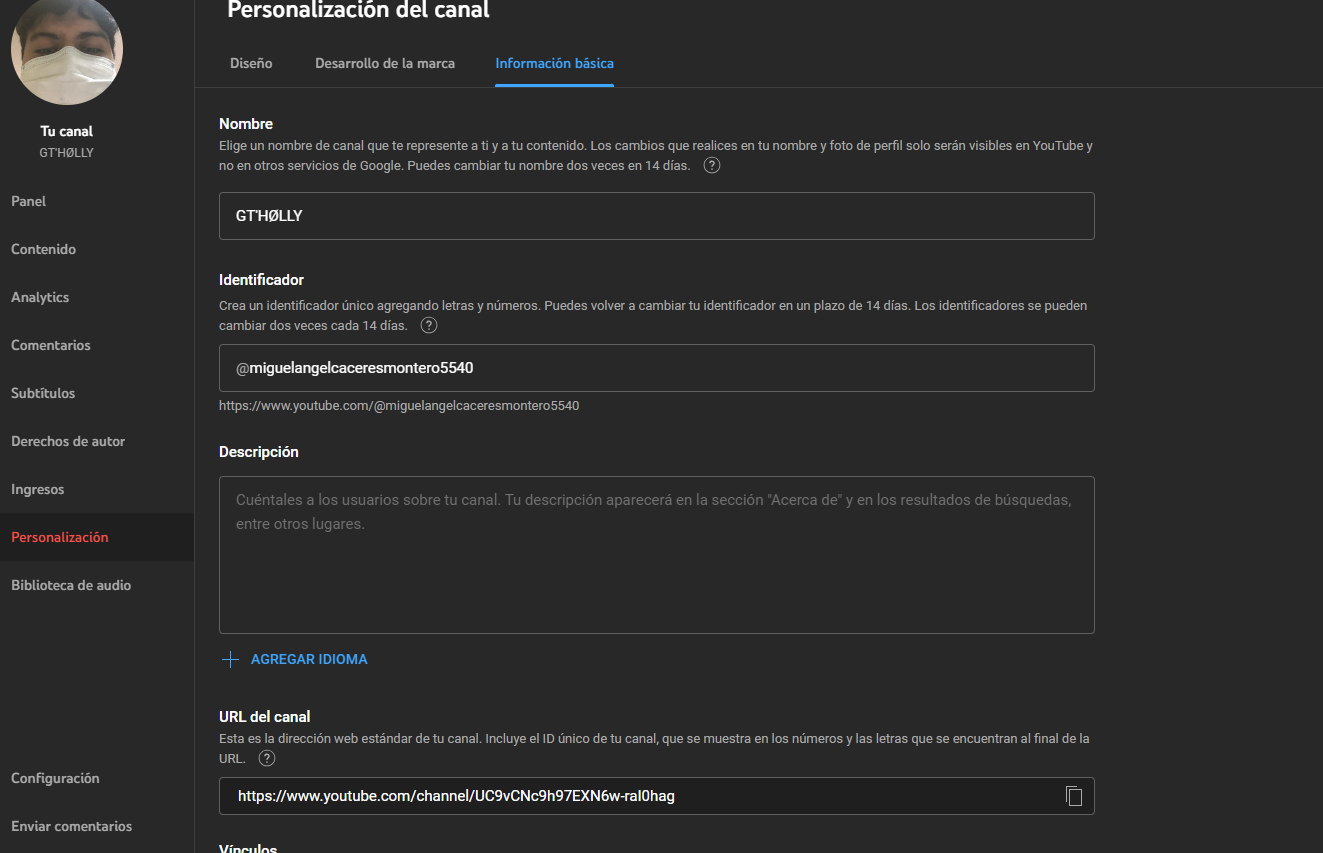 Personalización del canal
Diseño
Desarrollo de la marca
Información básica
Tu canal
GT'HØLLY
Panel
Contenido
Analytics
Comentarios
Subtítulos
Derechos de autor
Ingresos
Personalización
Biblioteca de audio
Configuración
Enviar comentarios
Nombre
Elige un nombre de canal que te represente a ti y a tu contenido. Los cambios que realices en tu nombre y foto de perfil solo serán visibles en YouTube y
no en otros servicios de Google. Puedes cambiar tu nombre dos veces en 14 días. ?
GT'HØLLY
Identificador
Crea un identificador único agregando letras y números. Puedes volver a cambiar tu identificador en un plazo de 14 días. Los identificadores se pueden
cambiar dos veces cada 14 días. ?
@miguelangelcaceresmontero5540
https://www.youtube.com/@miguelangelcaceresmontero5540
Descripción
Cuéntales a los usuarios sobre tu canal. Tu descripción aparecerá en la sección "Acerca de" y en los resultados de búsquedas,
entre otros lugares.
AGREGAR IDIOMA
URL del canal
Esta es la dirección web estándar de tu canal. Incluye el ID único de tu canal, que se muestra en los números y las letras que se encuentran al final de la
URL. ?
https://www.youtube.com/channel/UC9vCNc9h97EXN6w-ral0hag
Vínculos